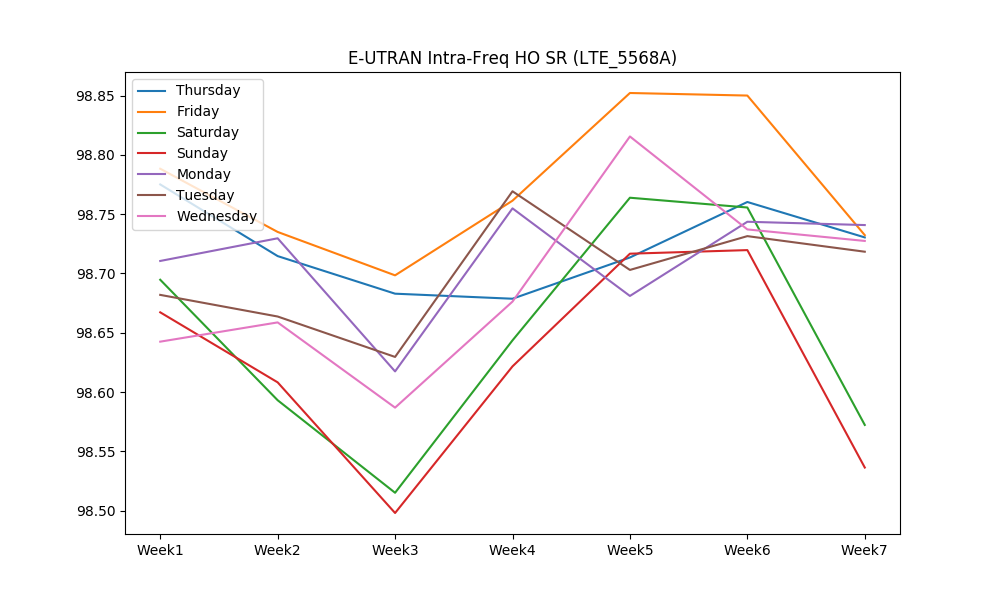 E-UTRAN Intra-Freq HO SR (LTE_5568A)
98.85
98.80
98.75
98.70
98.65
98.60
98.55
98.50
Thursday
Friday
Saturday
Sunday
Monday
Tuesday
Wednesday
Week1 Week2 Week3 Week4 Week5 Week6 Week7